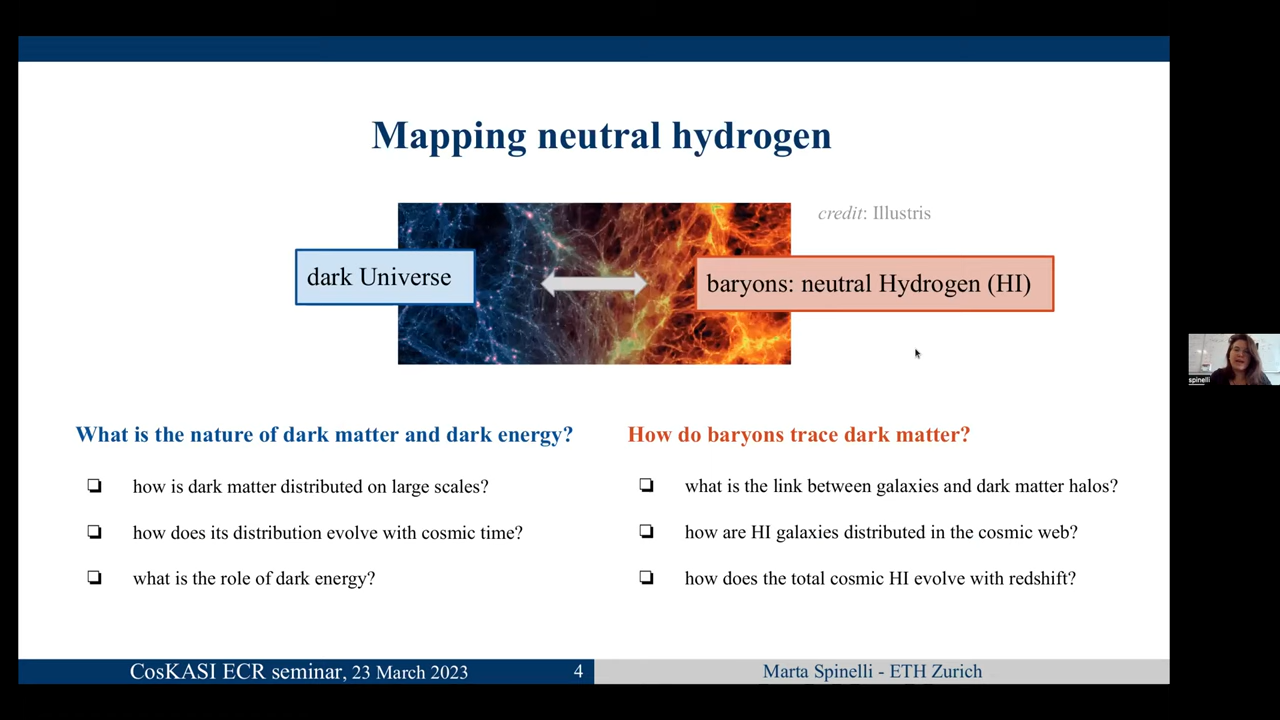 Mapping neutral hydrogen
credit: Illustris
dark Universe
baryons: neutral Hydrogen (HI)
What is the nature of dark matter and dark energy?
❏ how is dark matter distributed on large scales?
❏ how does its distribution evolve with cosmic time?
❏ what is the role of dark energy?
How do baryons trace dark matter?
❏ what is the link between galaxies and dark matter halos?
❏ how are HI galaxies distributed in the cosmic web?
❏ how does the total cosmic HI evolve with redshift?
spinelli
CosKASI ECR seminar, 23 March 2023
4
Marta Spinelli - ETH Zurich